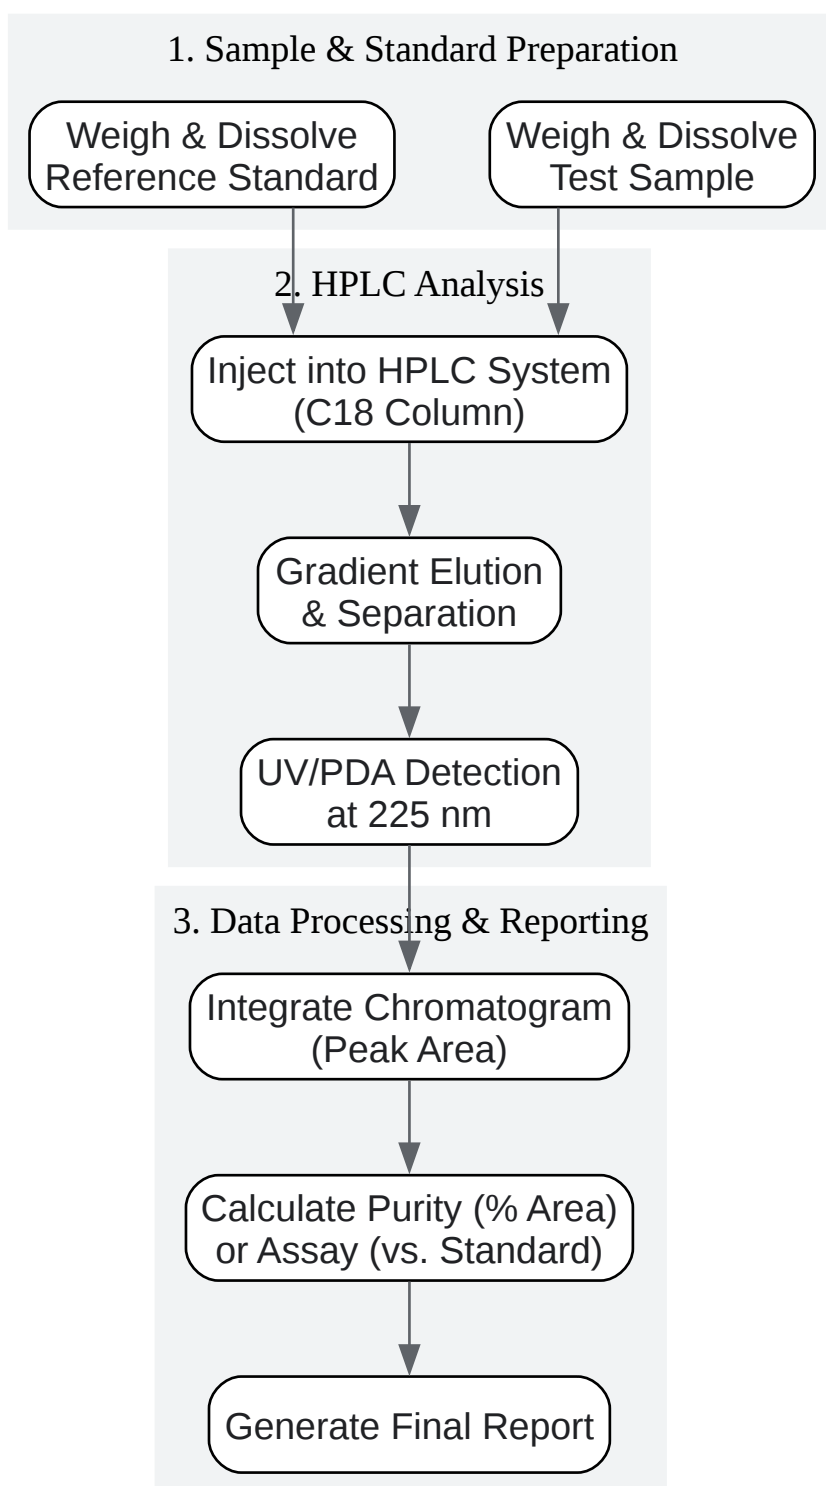 1. Sample & Standard Preparation
Weigh & Dissolve
Reference Standard
Weigh & Dissolve
Test Sample
2. HPLC Analysis
Inject into HPLC System
(C18 Column)
Gradient Elution
& Separation
UV/PDA Detection
at 225 nm
3. Data Processing & Reporting
Integrate Chromatogram
(Peak Area)
Calculate Purity (% Area)
or Assay (vs. Standard)
Generate Final Report